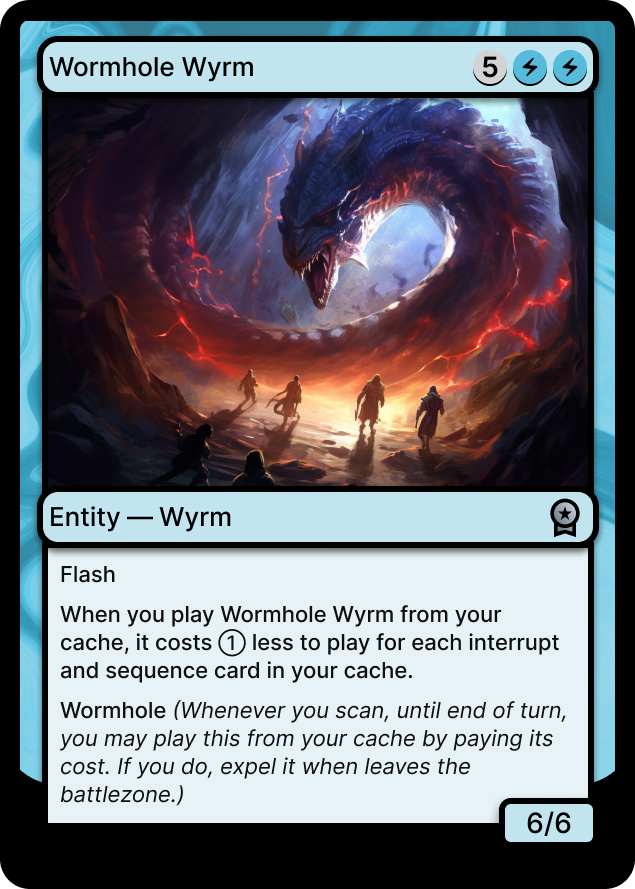 Wormhole Wyrm 5
Entity — Wyrm
Flash
When you play Wormhole Wyrm from your
cache, it costs ① less to play for each interrupt
and sequence card in your cache.
Wormhole (Whenever you scan, until end of turn,
you may play this from your cache by paying its
cost. If you do, expel it when leaves the
battlezone.)
6/6